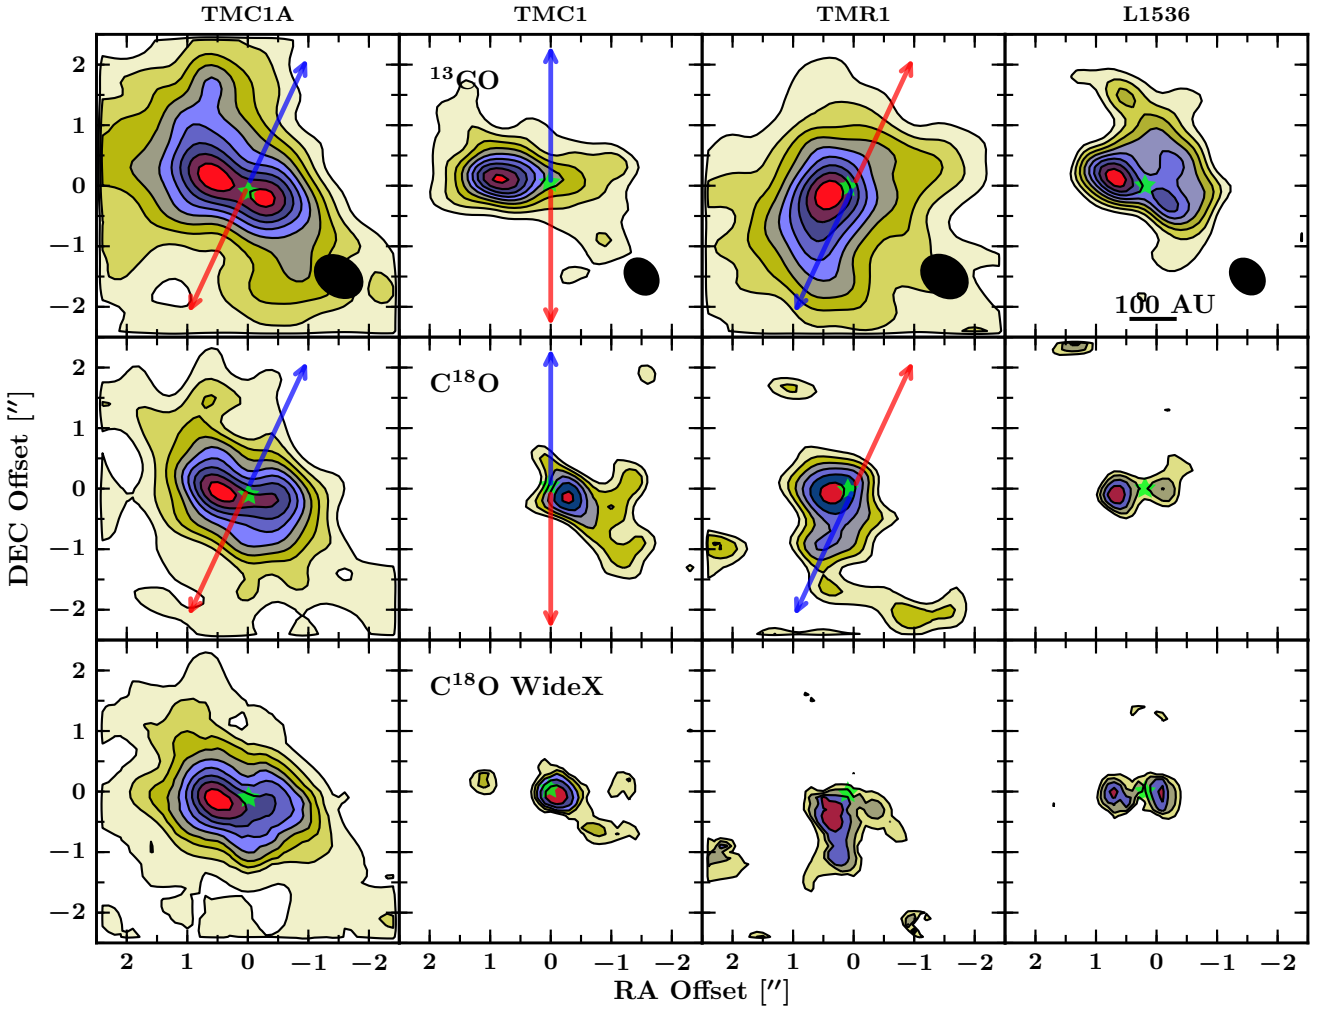 TMC1A TMC1 TMR1 L1536
¹³CO
2
1
0
−1
−2
100 AU
C¹⁸O
2
1
0
−1
−2
DEC Offset [″]
C¹⁸O WideX
2
1
0
−1
−2
2 1 0 −1 −2 2 1 0 −1 −2 2 1 0 −1 −2 2 1 0 −1 −2
RA Offset [″]